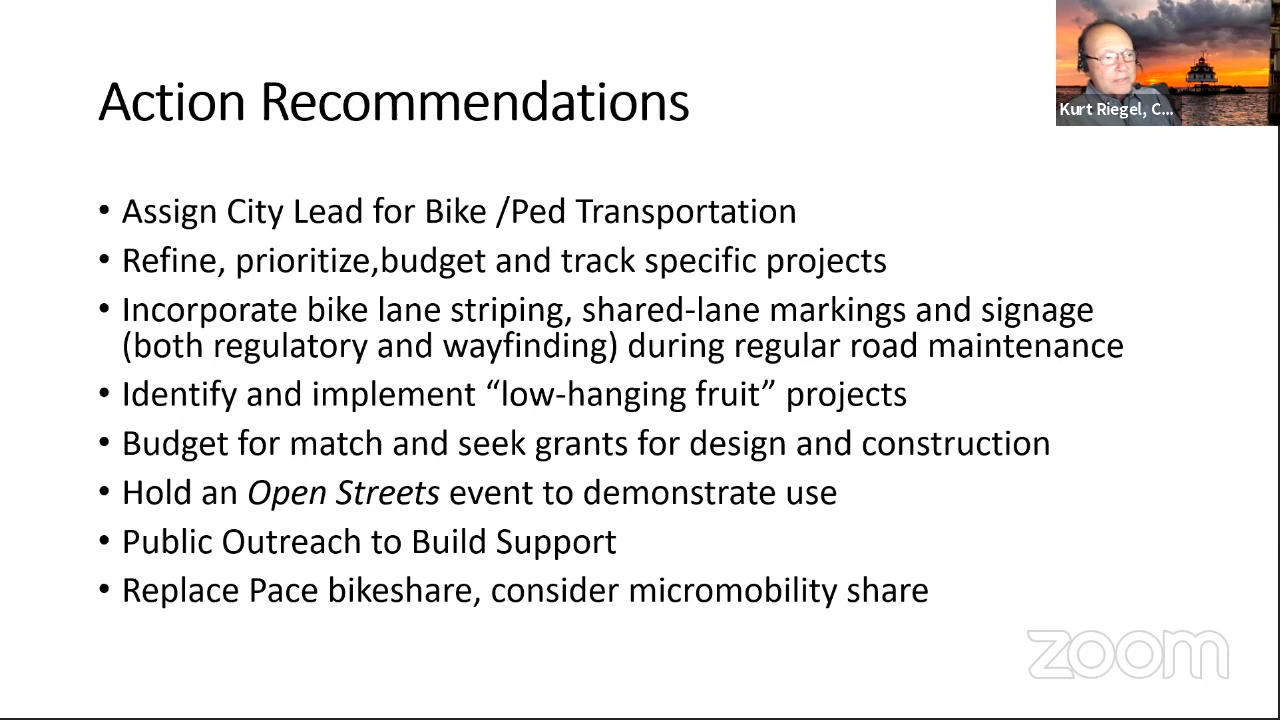 Action Recommendations
Kurt Riegel, C...
• Assign City Lead for Bike /Ped Transportation
• Refine, prioritize,budget and track specific projects
• Incorporate bike lane striping, shared-lane markings and signage
(both regulatory and wayfinding) during regular road maintenance
• Identify and implement “low-hanging fruit” projects
• Budget for match and seek grants for design and construction
• Hold an Open Streets event to demonstrate use
• Public Outreach to Build Support
• Replace Pace bikeshare, consider micromobility share
zoom